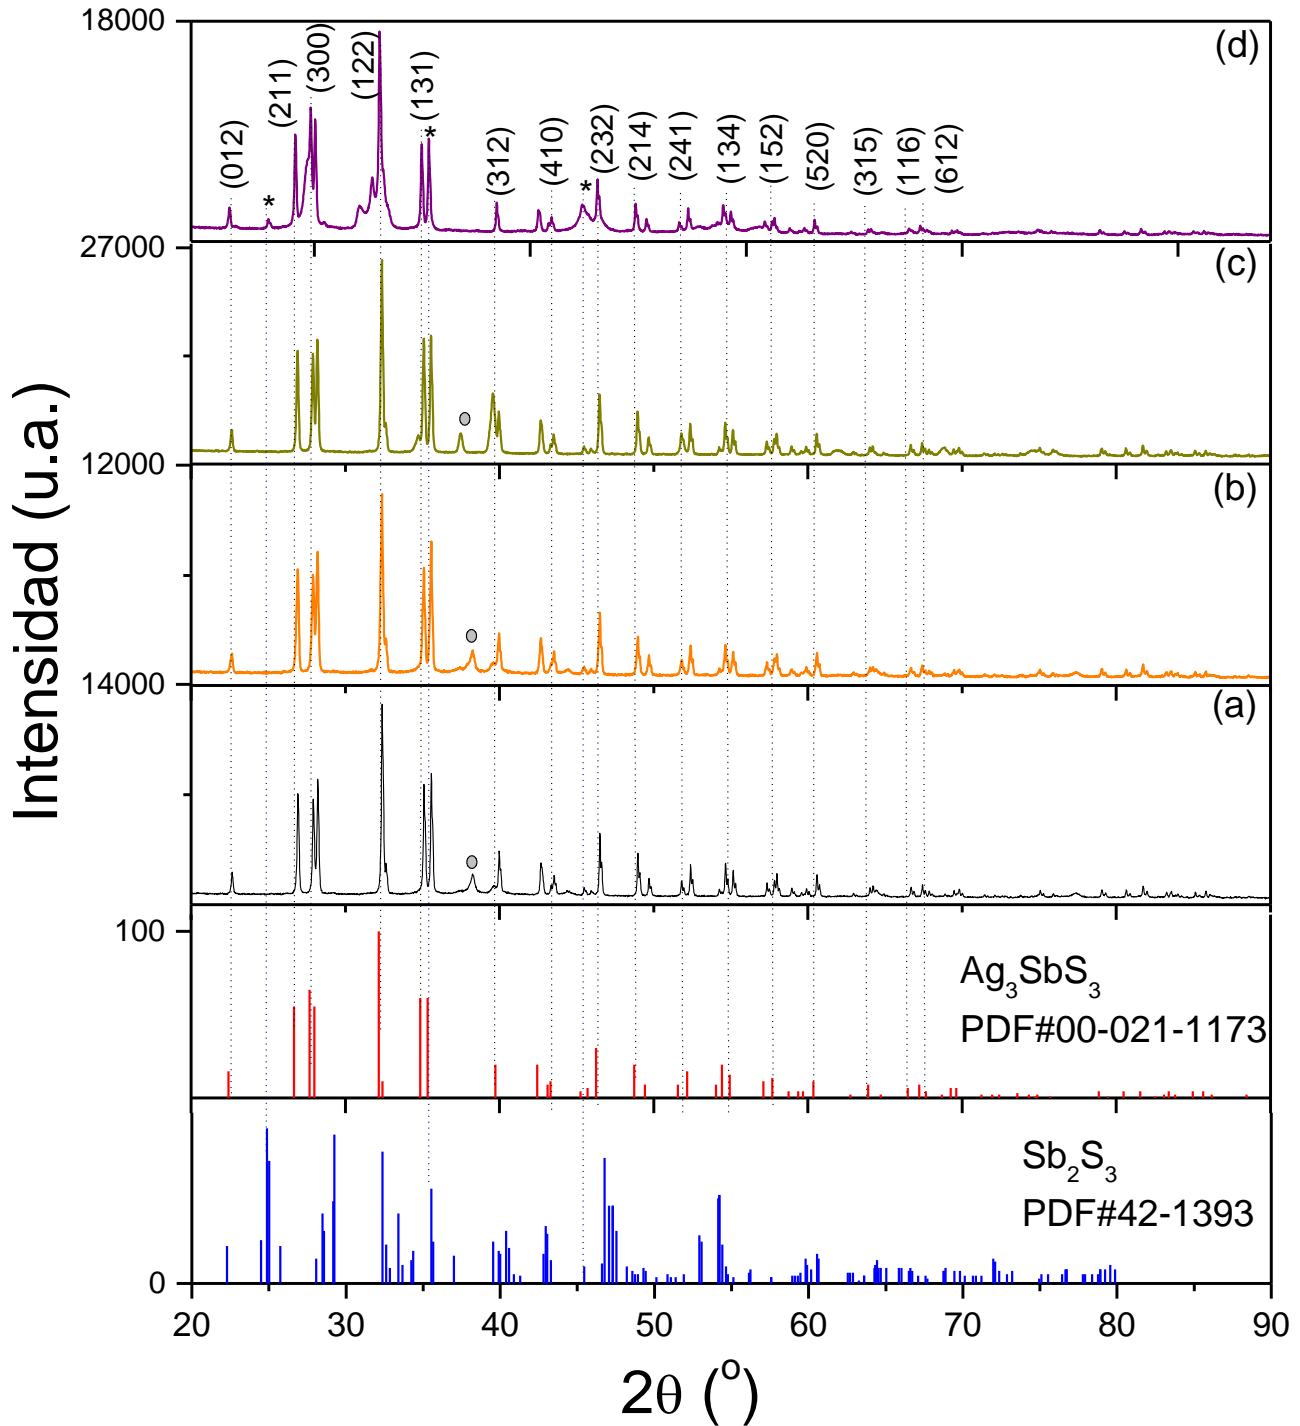 18000
(012)
*
(211)
(300)
(122)
(131)
*
(312)
(410)
*
(232)
(214)
(241)
(134)
(152)
(520)
(315)
(116)
(612)
(d)
27000
(c)
12000
(b)
14000
(a)
100
Ag3SbS3
PDF#00-021-1173
Sb2S3
PDF#42-1393
0
20 30 40 50 60 70 80 90
2θ (o)
Intensidad (u.a.)